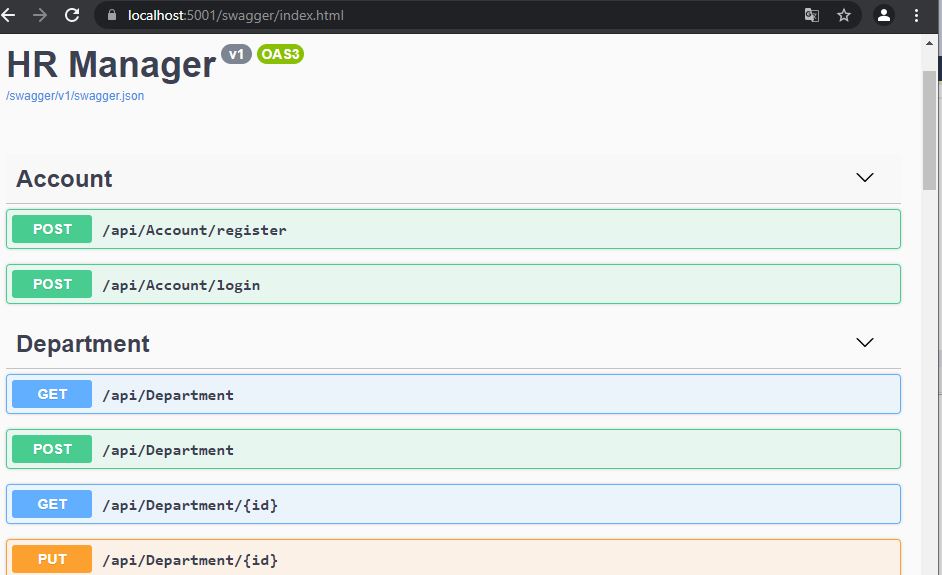 localhost:5001/swagger/index.html
HR Manager v1 OAS3
/swagger/v1/swagger.json
Account
POST /api/Account/register
POST /api/Account/login
Department
GET /api/Department
POST /api/Department
GET /api/Department/{id}
PUT /api/Department/{id}